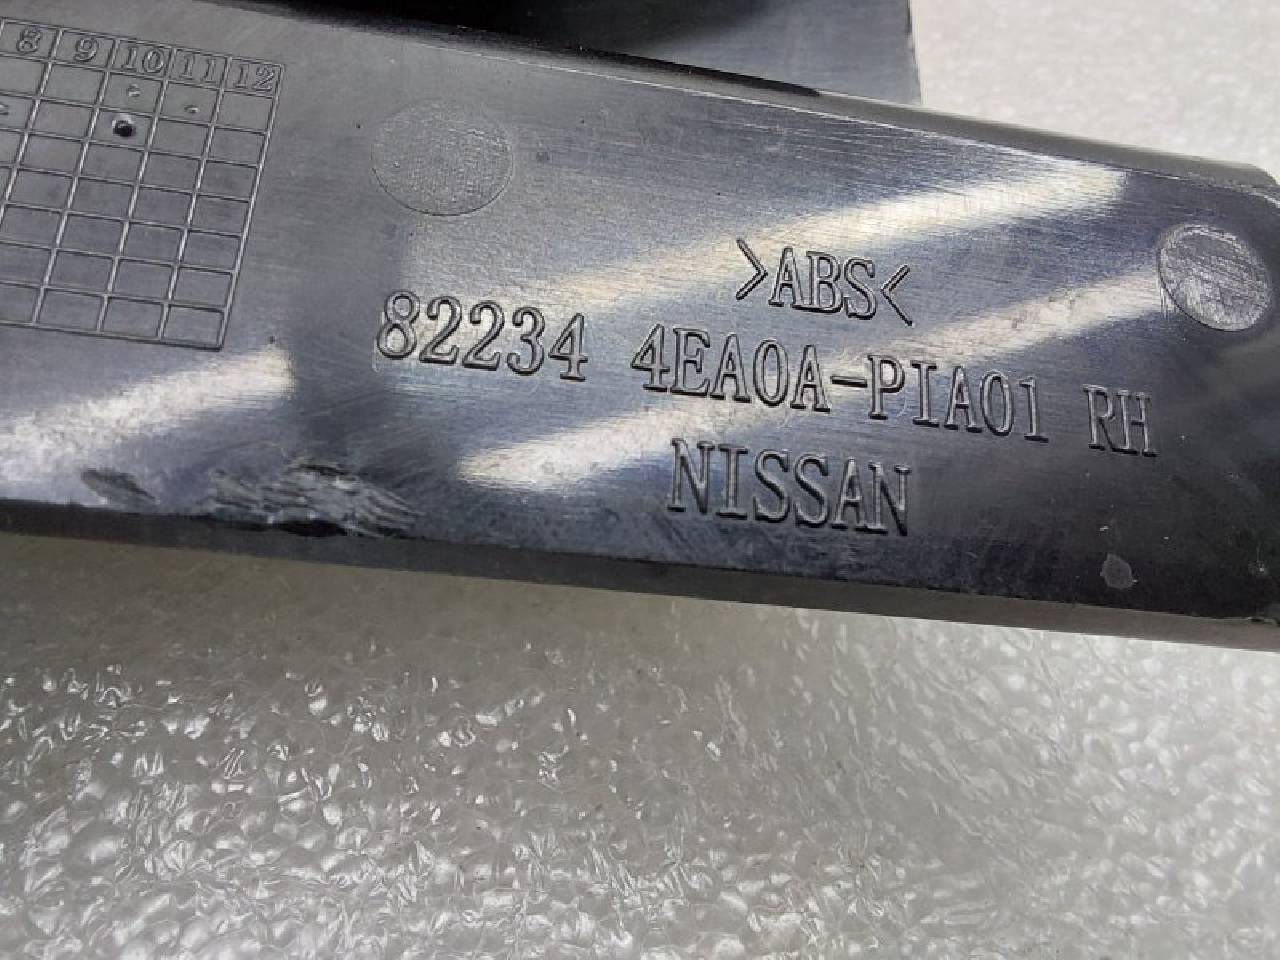 8 9 10 11 12
>ABS<
82234 4EA0A-PIA01 RH
NISSAN